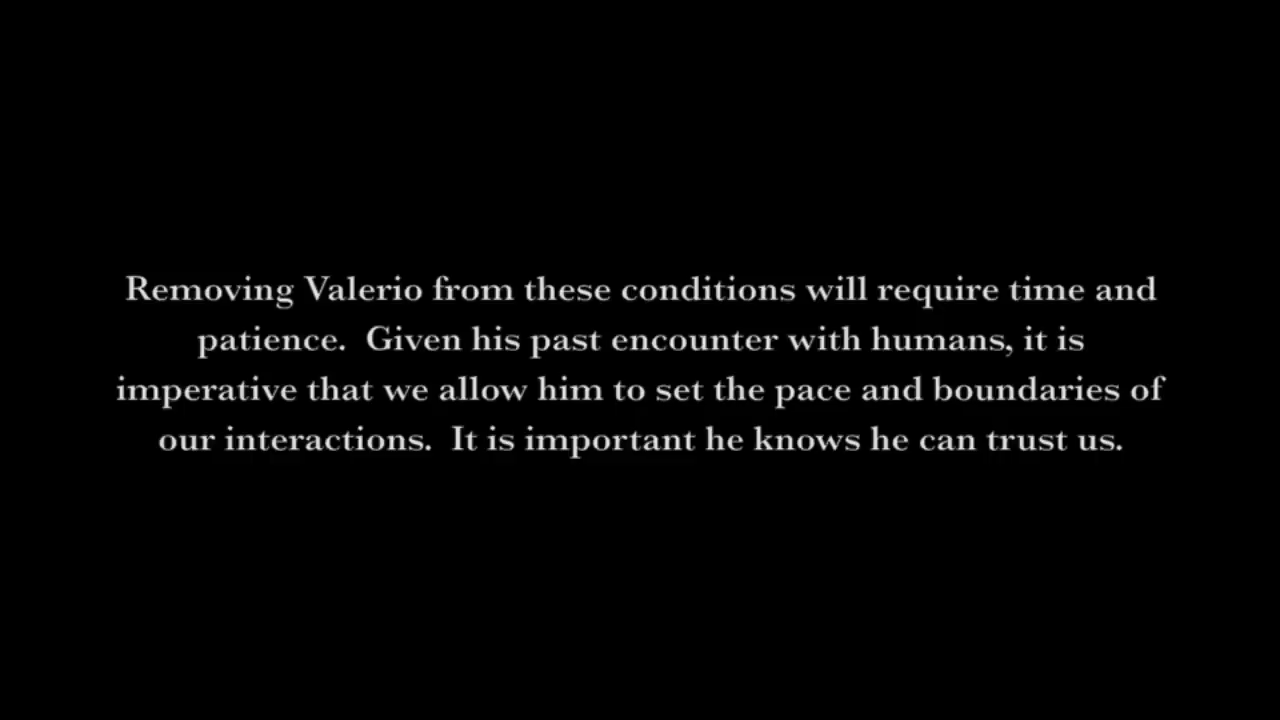 Removing Valerio from these conditions will require time and
patience.  Given his past encounter with humans, it is
imperative that we allow him to set the pace and boundaries of
our interactions.  It is important he knows he can trust us.